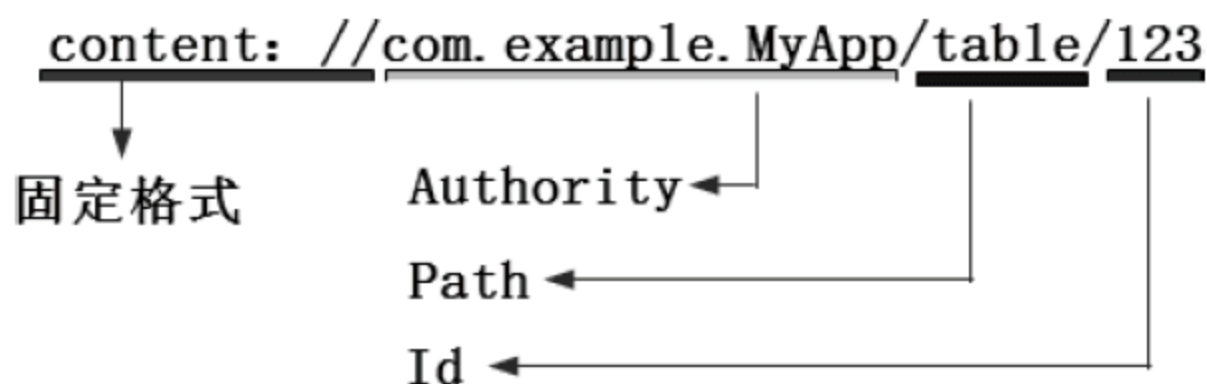 content： //com.example.MyApp/table/123
固定格式
Authority
Path
Id